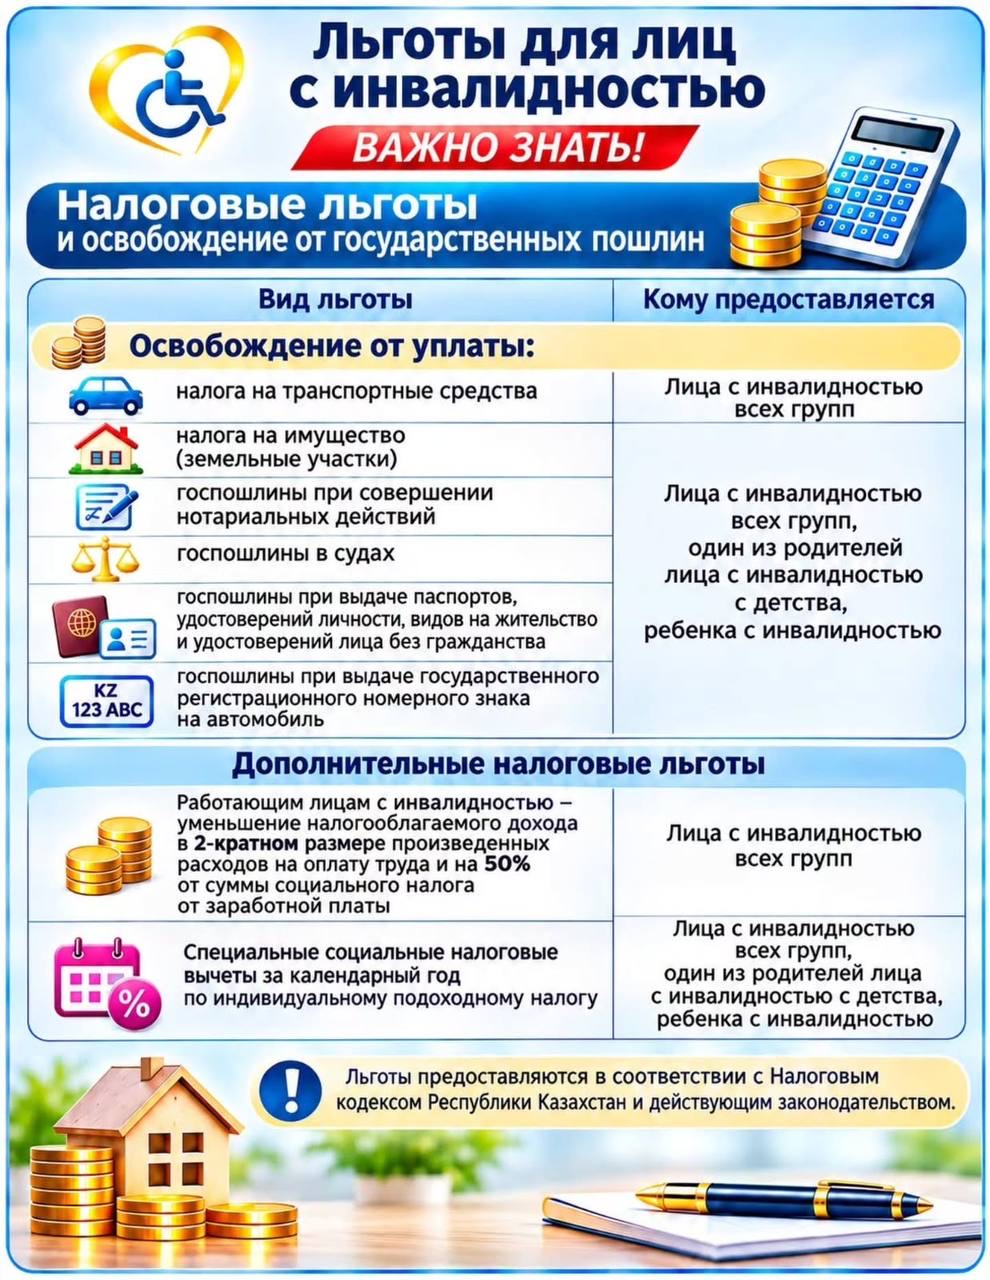 Льготы для лиц
с инвалидностью
ВАЖНО ЗНАТЬ!
Налоговые льготы
и освобождение от государственных пошлин
Вид льготы
Кому предоставляется
Освобождение от уплаты:
налога на транспортные средства
Лица с инвалидностью
всех групп
налога на имущество
(земельные участки)
госпошлины при совершении
нотариальных действий
госпошлины в судах
госпошлины при выдаче паспортов,
удостоверений личности, видов на жительство
и удостоверений лица без гражданства
KZ
123 ABC
госпошлины при выдаче государственного
регистрационного номерного знака
на автомобиль
Лица с инвалидностью
всех групп,
один из родителей
лица с инвалидностью
с детства,
ребенка с инвалидностью
Дополнительные налоговые льготы
Работающим лицам с инвалидностью –
уменьшение налогооблагаемого дохода
в 2-кратном размере произведенных
расходов на оплату труда и на 50%
от суммы социального налога
от заработной платы
Лица с инвалидностью
всех групп
%
Специальные социальные налоговые
вычеты за календарный год
по индивидуальному подоходному налогу
Лица с инвалидностью
всех групп,
один из родителей лица
с инвалидностью с детства,
ребенка с инвалидностью
!
Льготы предоставляются в соответствии с Налоговым
кодексом Республики Казахстан и действующим законодательством.